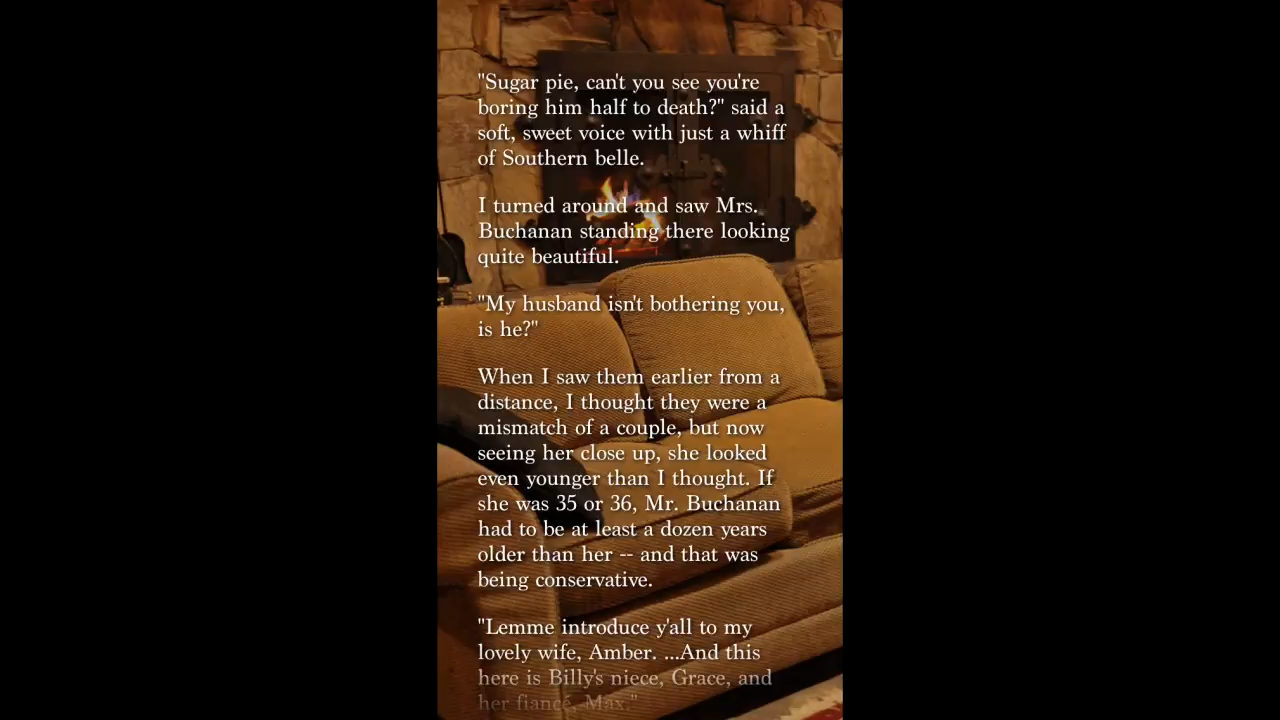 "Sugar pie, can't you see you're
boring him half to death?" said a
soft, sweet voice with just a whiff
of Southern belle.
I turned around and saw Mrs.
Buchanan standing there looking
quite beautiful.
"My husband isn't bothering you,
is he?"
When I saw them earlier from a
distance, I thought they were a
mismatch of a couple, but now
seeing her close up, she looked
even younger than I thought. If
she was 35 or 36, Mr. Buchanan
had to be at least a dozen years
older than her -- and that was
being conservative.
"Lemme introduce y'all to my
lovely wife, Amber. ...And this
here is Billy's niece, Grace, and
her fiancé, Max."